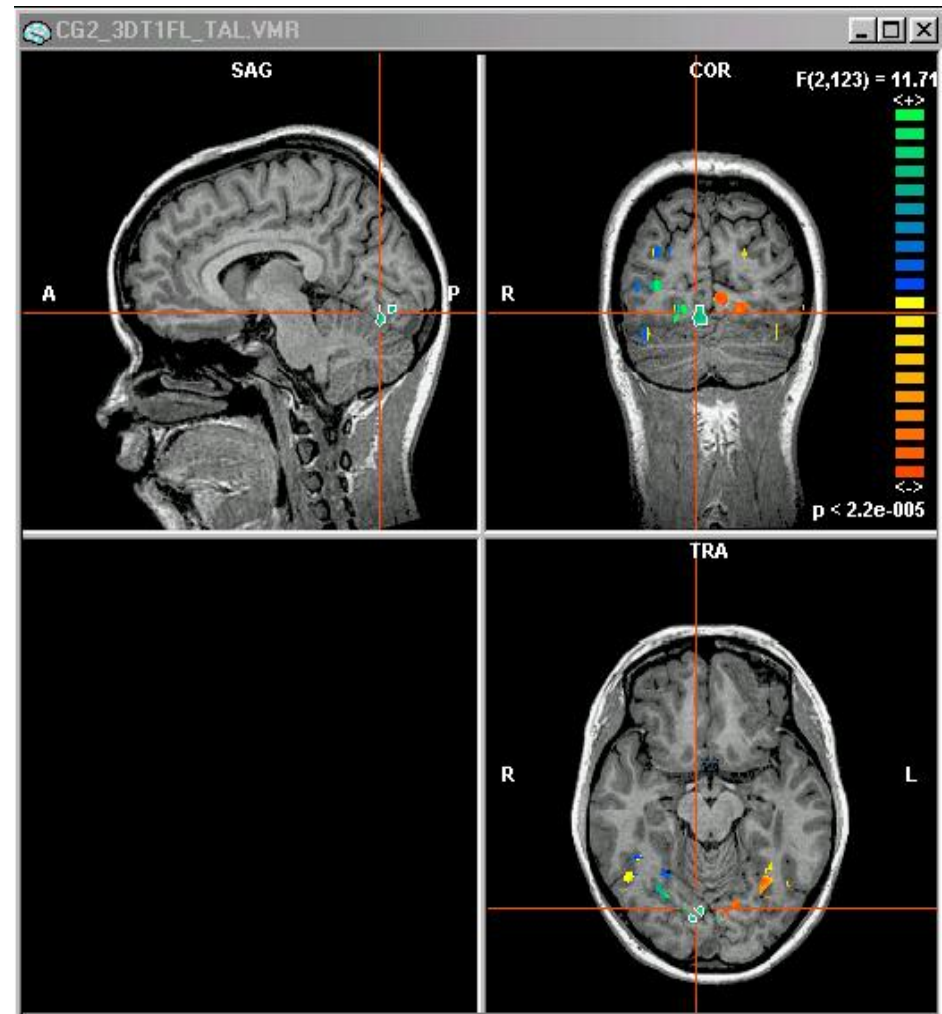 CG2_3DT1FL_TAL.VMR
SAG
A
P
COR
R
F(2,123) = 11.71
<+>
<->
p < 2.2e-005
TRA
R
L